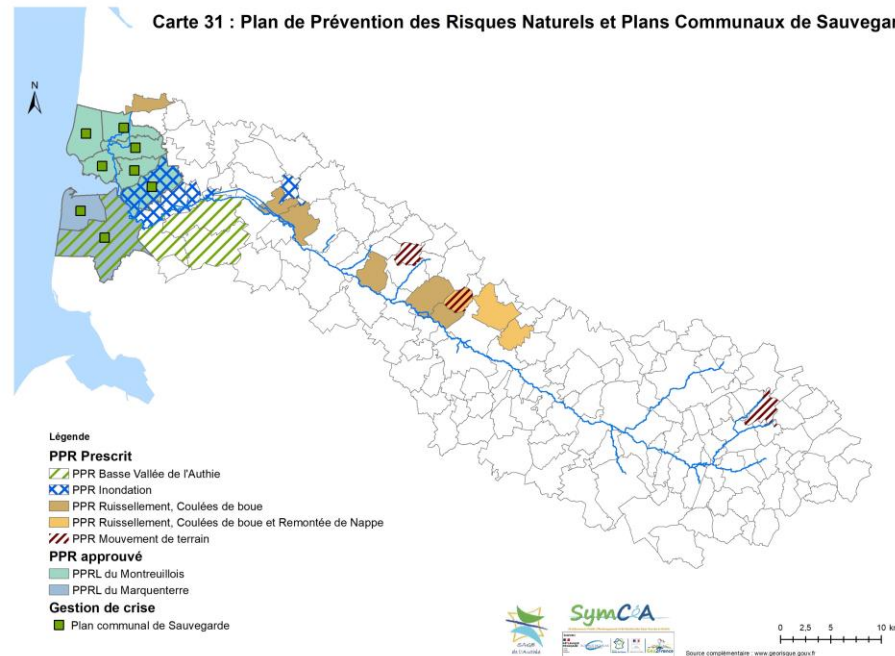 Carte 31 : Plan de Prévention des Risques Naturels et Plans Communaux de Sauvegar
N
Légende
PPR Prescrit
PPR Basse Vallée de l'Authie
PPR Inondation
PPR Ruissellement, Coulées de boue
PPR Ruissellement, Coulées de boue et Remontée de Nappe
PPR Mouvement de terrain
PPR approuvé
PPRL du Montreuillois
PPRL du Marquenterre
Gestion de crise
Plan communal de Sauvegarde
SAGE
de l'Authie
SymCéA
0 2,5 5 10 km
Source complémentaire : www.georisque.gouv.fr